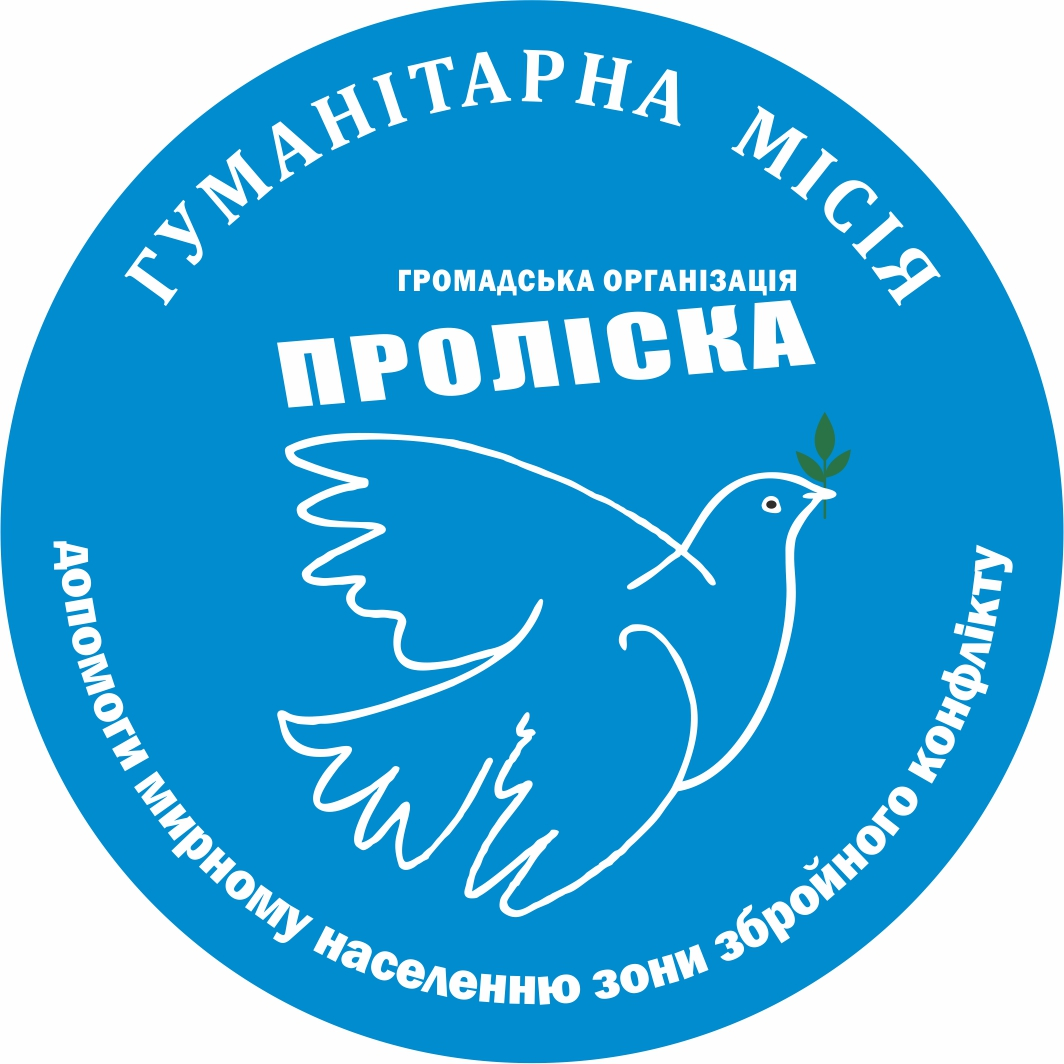 ГУМАНІТАРНА МІСІЯ
ГРОМАДСЬКА ОРГАНІЗАЦІЯ
ПРОЛІСКА
допомоги мирному населенню зони збройного конфлікту